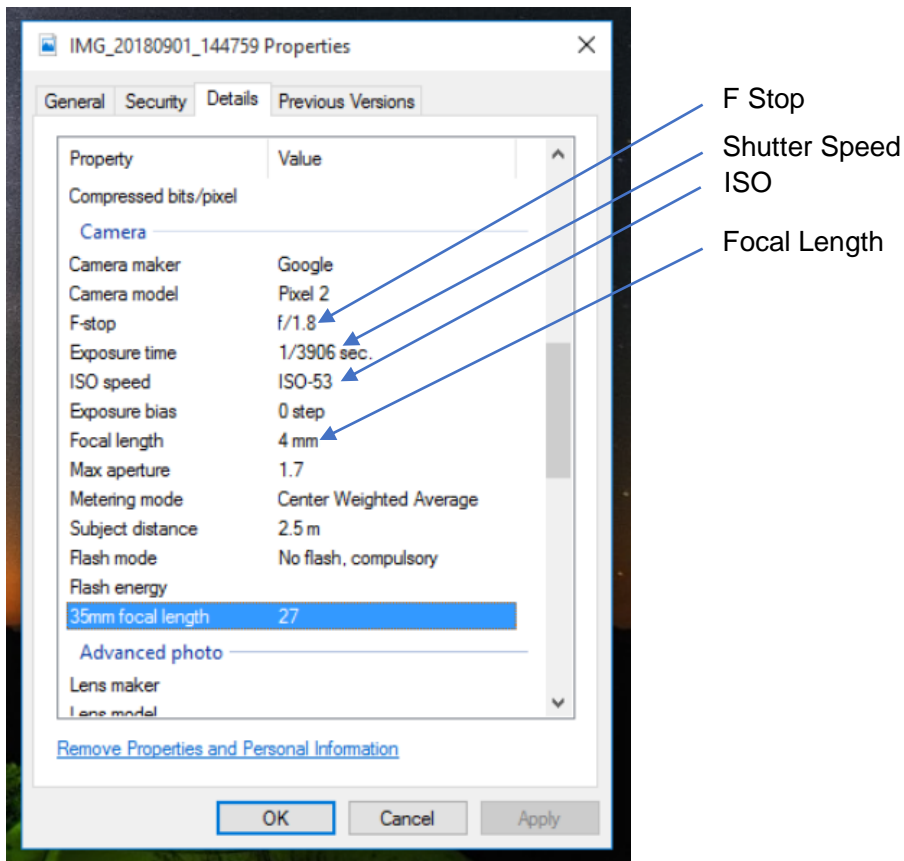 IMG_20180901_144759 Properties
General Security Details Previous Versions
Property Value
Compressed bits/pixel
Camera
Camera maker Google
Camera model Pixel 2
F-stop f/1.8
Exposure time 1/3906 sec.
ISO speed ISO-53
Exposure bias 0 step
Focal length 4 mm
Max aperture 1.7
Metering mode Center Weighted Average
Subject distance 2.5 m
Flash mode No flash, compulsory
Flash energy
35mm focal length 27
Advanced photo
Lens maker
Lens model
Remove Properties and Personal Information
OK Cancel Apply
F Stop
Shutter Speed
ISO
Focal Length